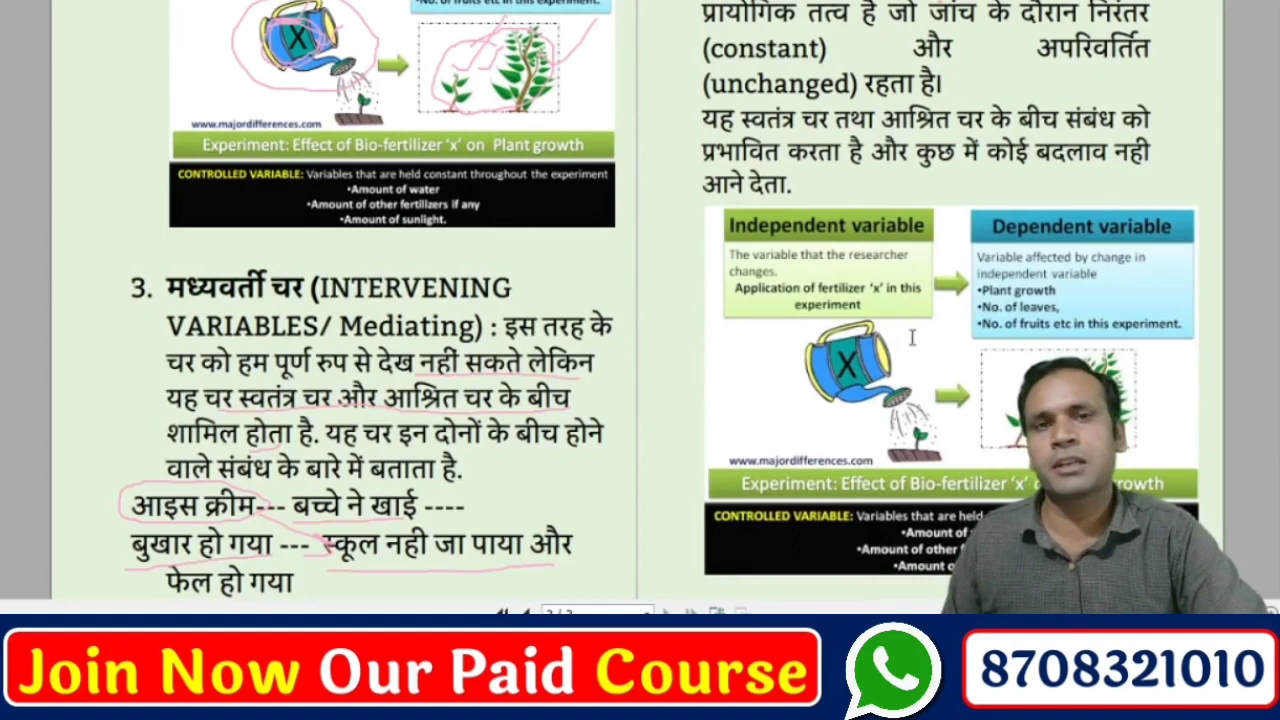 •No. of fruits etc in this experiment.
X
www.majordifferences.com
Experiment: Effect of Bio-fertilizer 'x' on Plant growth
CONTROLLED VARIABLE: Variables that are held constant throughout the experiment
•Amount of water
•Amount of other fertilizers if any
•Amount of sunlight.
3. मध्यवर्ती चर (INTERVENING
VARIABLES/ Mediating) : इस तरह के
चर को हम पूर्ण रुप से देख नहीं सकते लेकिन
यह चर स्वतंत्र चर और आश्रित चर के बीच
शामिल होता है. यह चर इन दोनों के बीच होने
वाले संबंध के बारे में बताता है.
आइस क्रीम--- बच्चे ने खाई ----
बुखार हो गया --- स्कूल नही जा पाया और
फेल हो गया
प्रायोगिक तत्व है जो जांच के दौरान निरंतर
(constant) और अपरिवर्तित
(unchanged) रहता है।
यह स्वतंत्र चर तथा आश्रित चर के बीच संबंध को
प्रभावित करता है और कुछ में कोई बदलाव नही
आने देता.
Independent variable
The variable that the researcher
changes.
Application of fertilizer 'x' in this
experiment
Dependent variable
Variable affected by change in
independent variable
•Plant growth
•No. of leaves,
•No. of fruits etc in this experiment.
X
www.majordifferences.com
Experiment: Effect of Bio-fertilizer 'x'
CONTROLLED VARIABLE: Variables that are held
•Amount of
•Amount of other
•Amount
Join Now Our Paid Course
8708321010